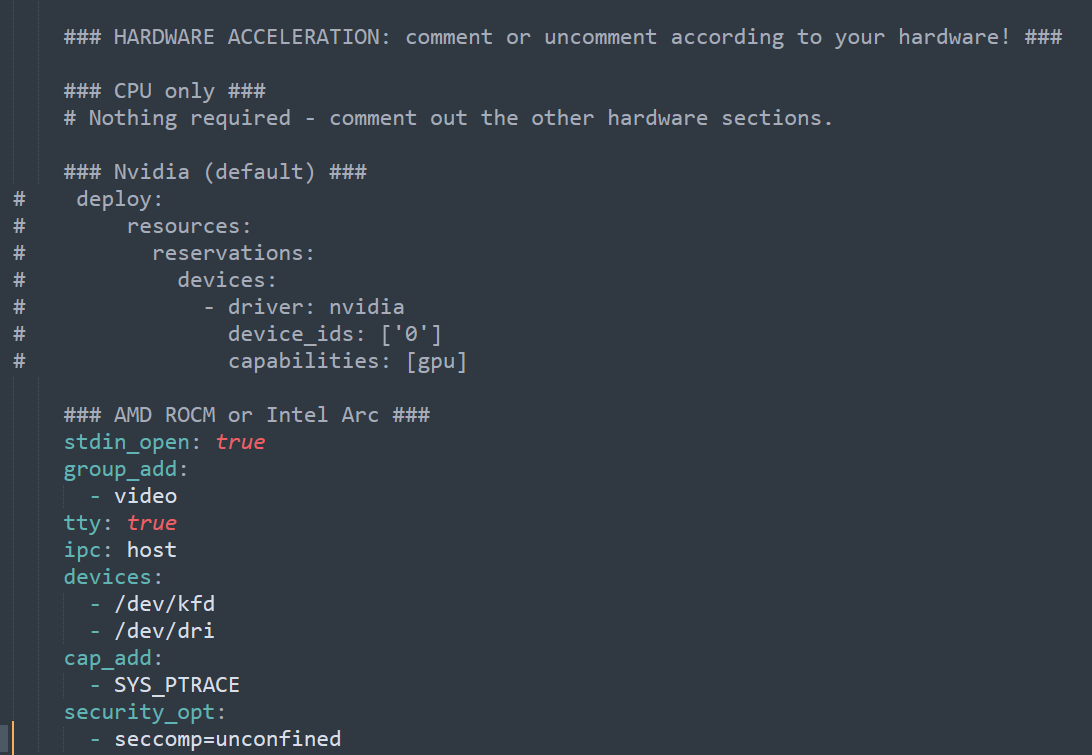 ### HARDWARE ACCELERATION: comment or uncomment according to your hardware! ###
### CPU only ###
# Nothing required - comment out the other hardware sections.
### Nvidia (default) ###
#    deploy:
#        resources:
#          reservations:
#            devices:
#              - driver: nvidia
#                device_ids: ['0']
#                capabilities: [gpu]
### AMD ROCM or Intel Arc ###
stdin_open: true
group_add:
  - video
tty: true
ipc: host
devices:
  - /dev/kfd
  - /dev/dri
cap_add:
  - SYS_PTRACE
security_opt:
  - seccomp=unconfined